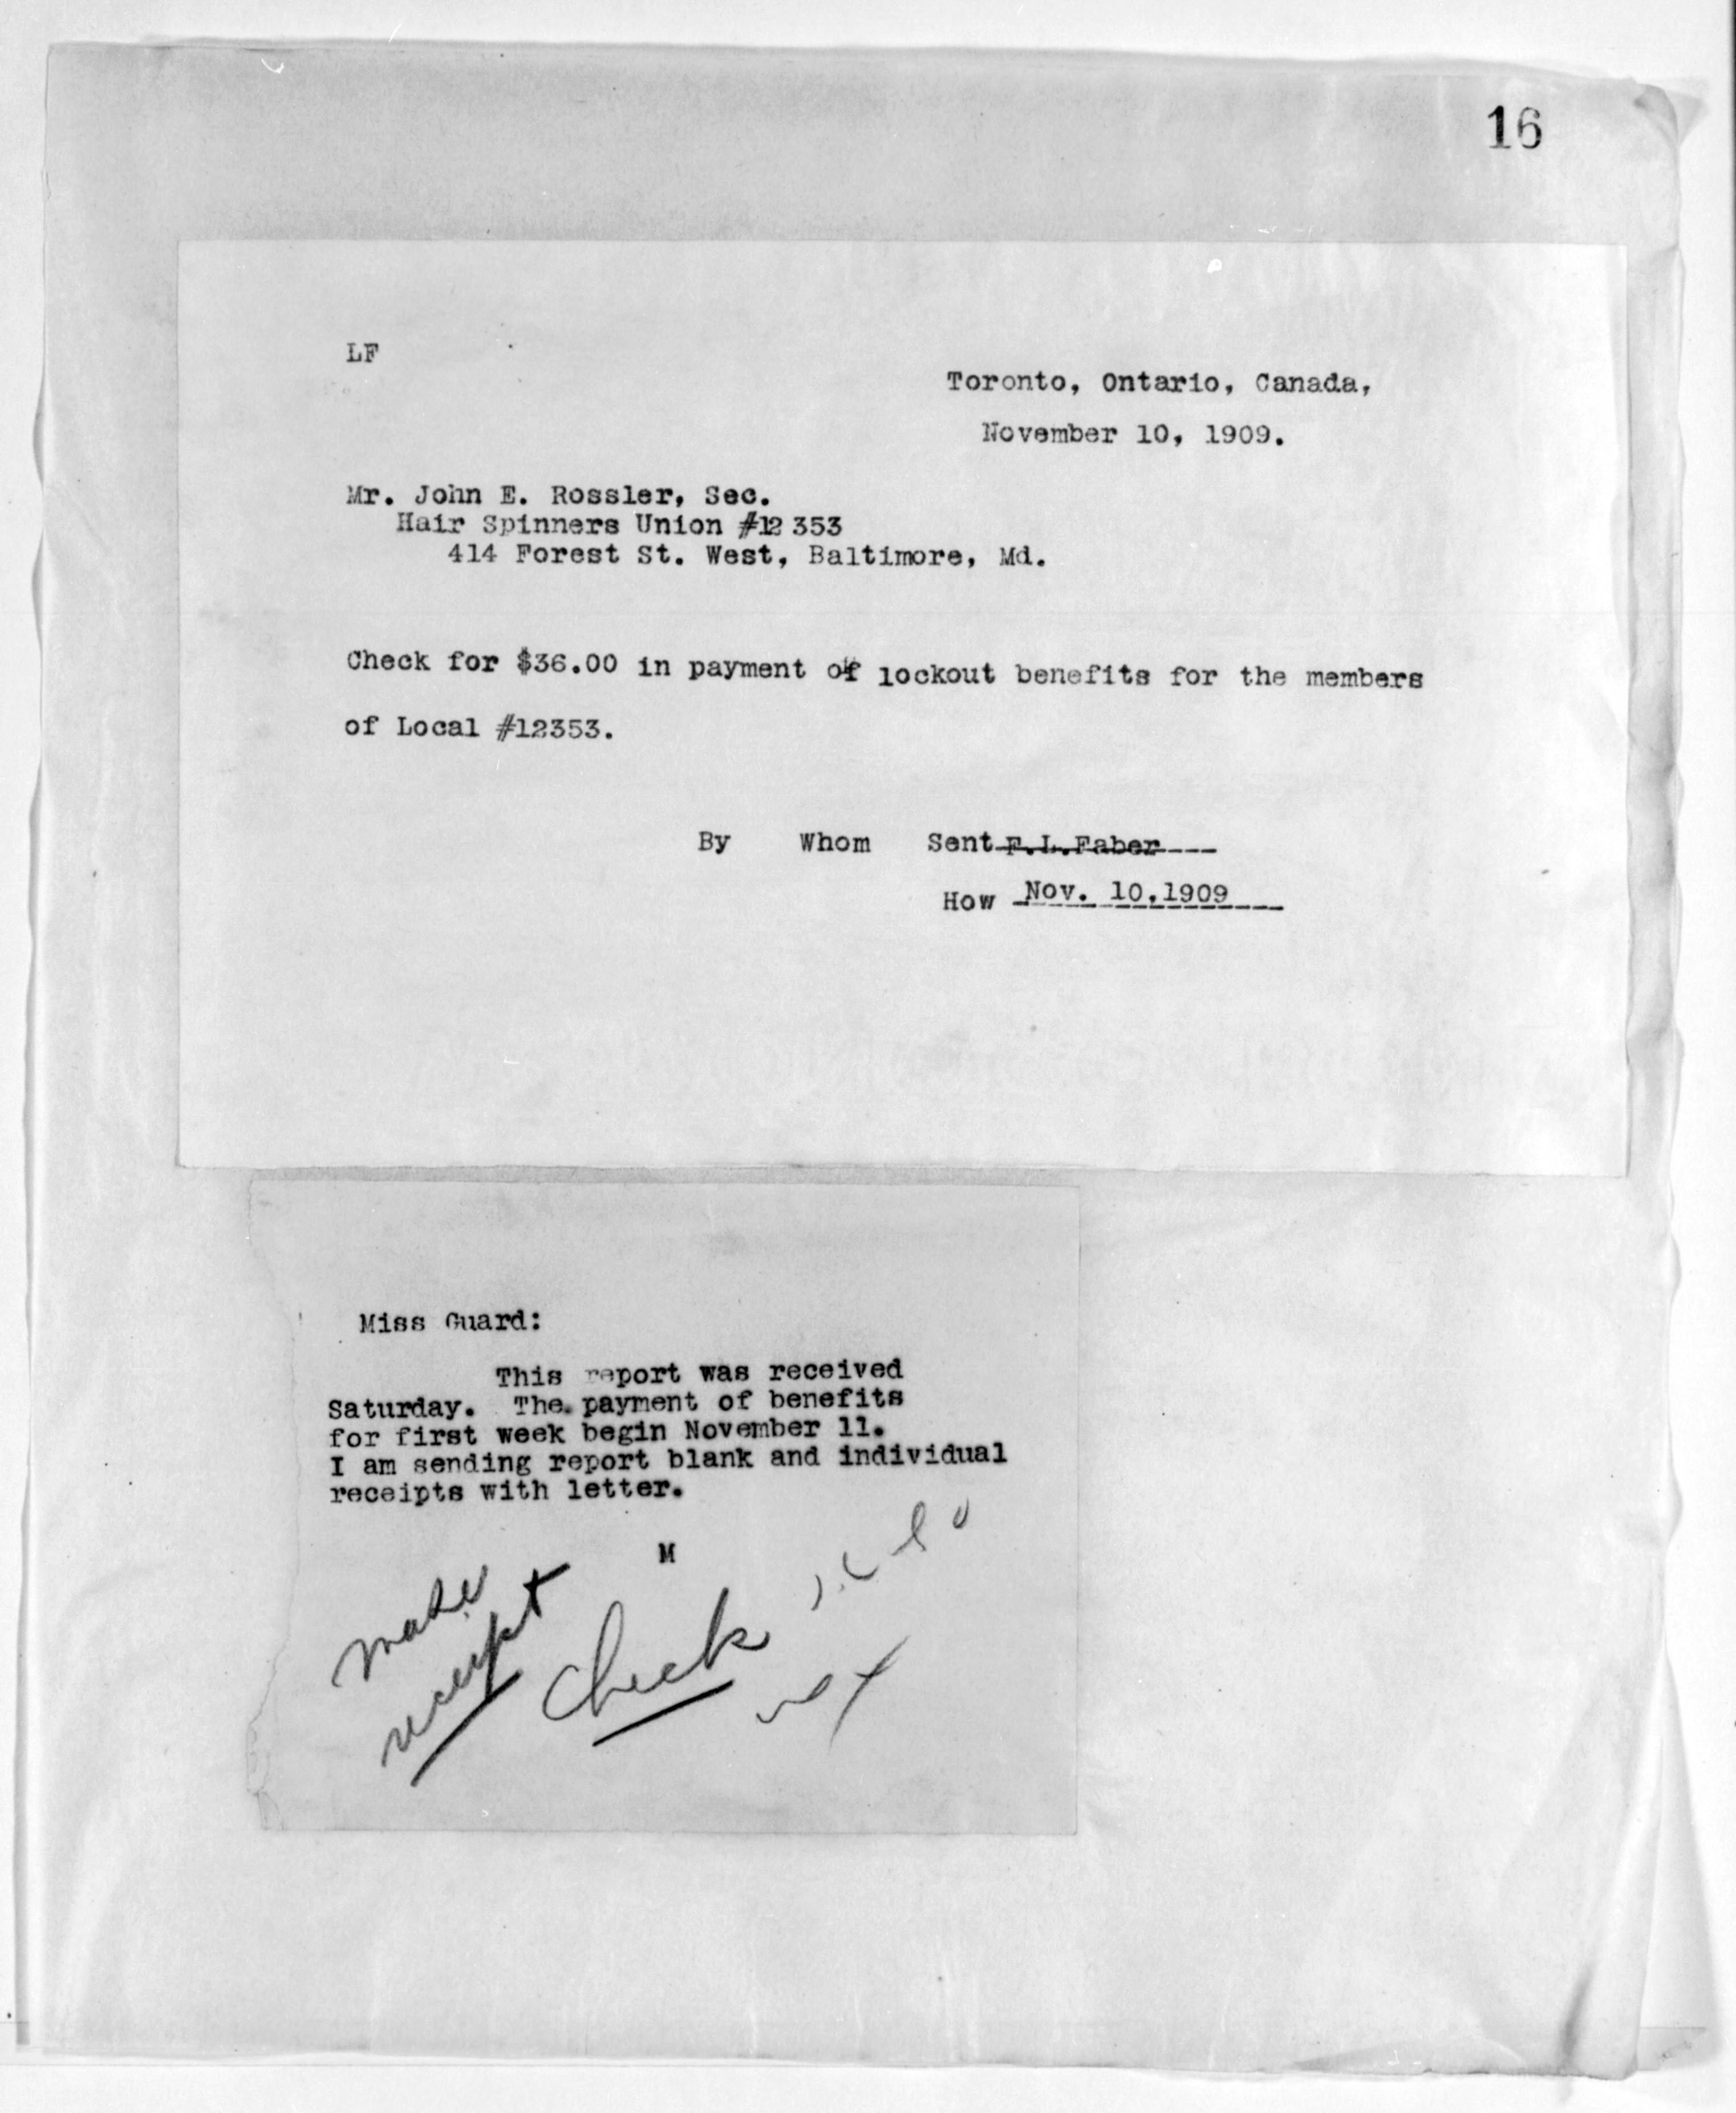 16
LF
Toronto, Ontario, Canada,
November 10, 1909.
Mr. John E. Rossler, Sec.
Hair Spinners Union #12353
414 Forest St. West, Baltimore, Md.
Check for $36.00 in payment of lockout benefits for the members
of Local #12353.
By Whom Sent F.L.Faber
How Nov. 10,1909
Miss Guard:
This report was received
Saturday. The payment of benefits
for first week begin November 11.
I am sending report blank and individual
receipts with letter.
M
make
receipt
Check